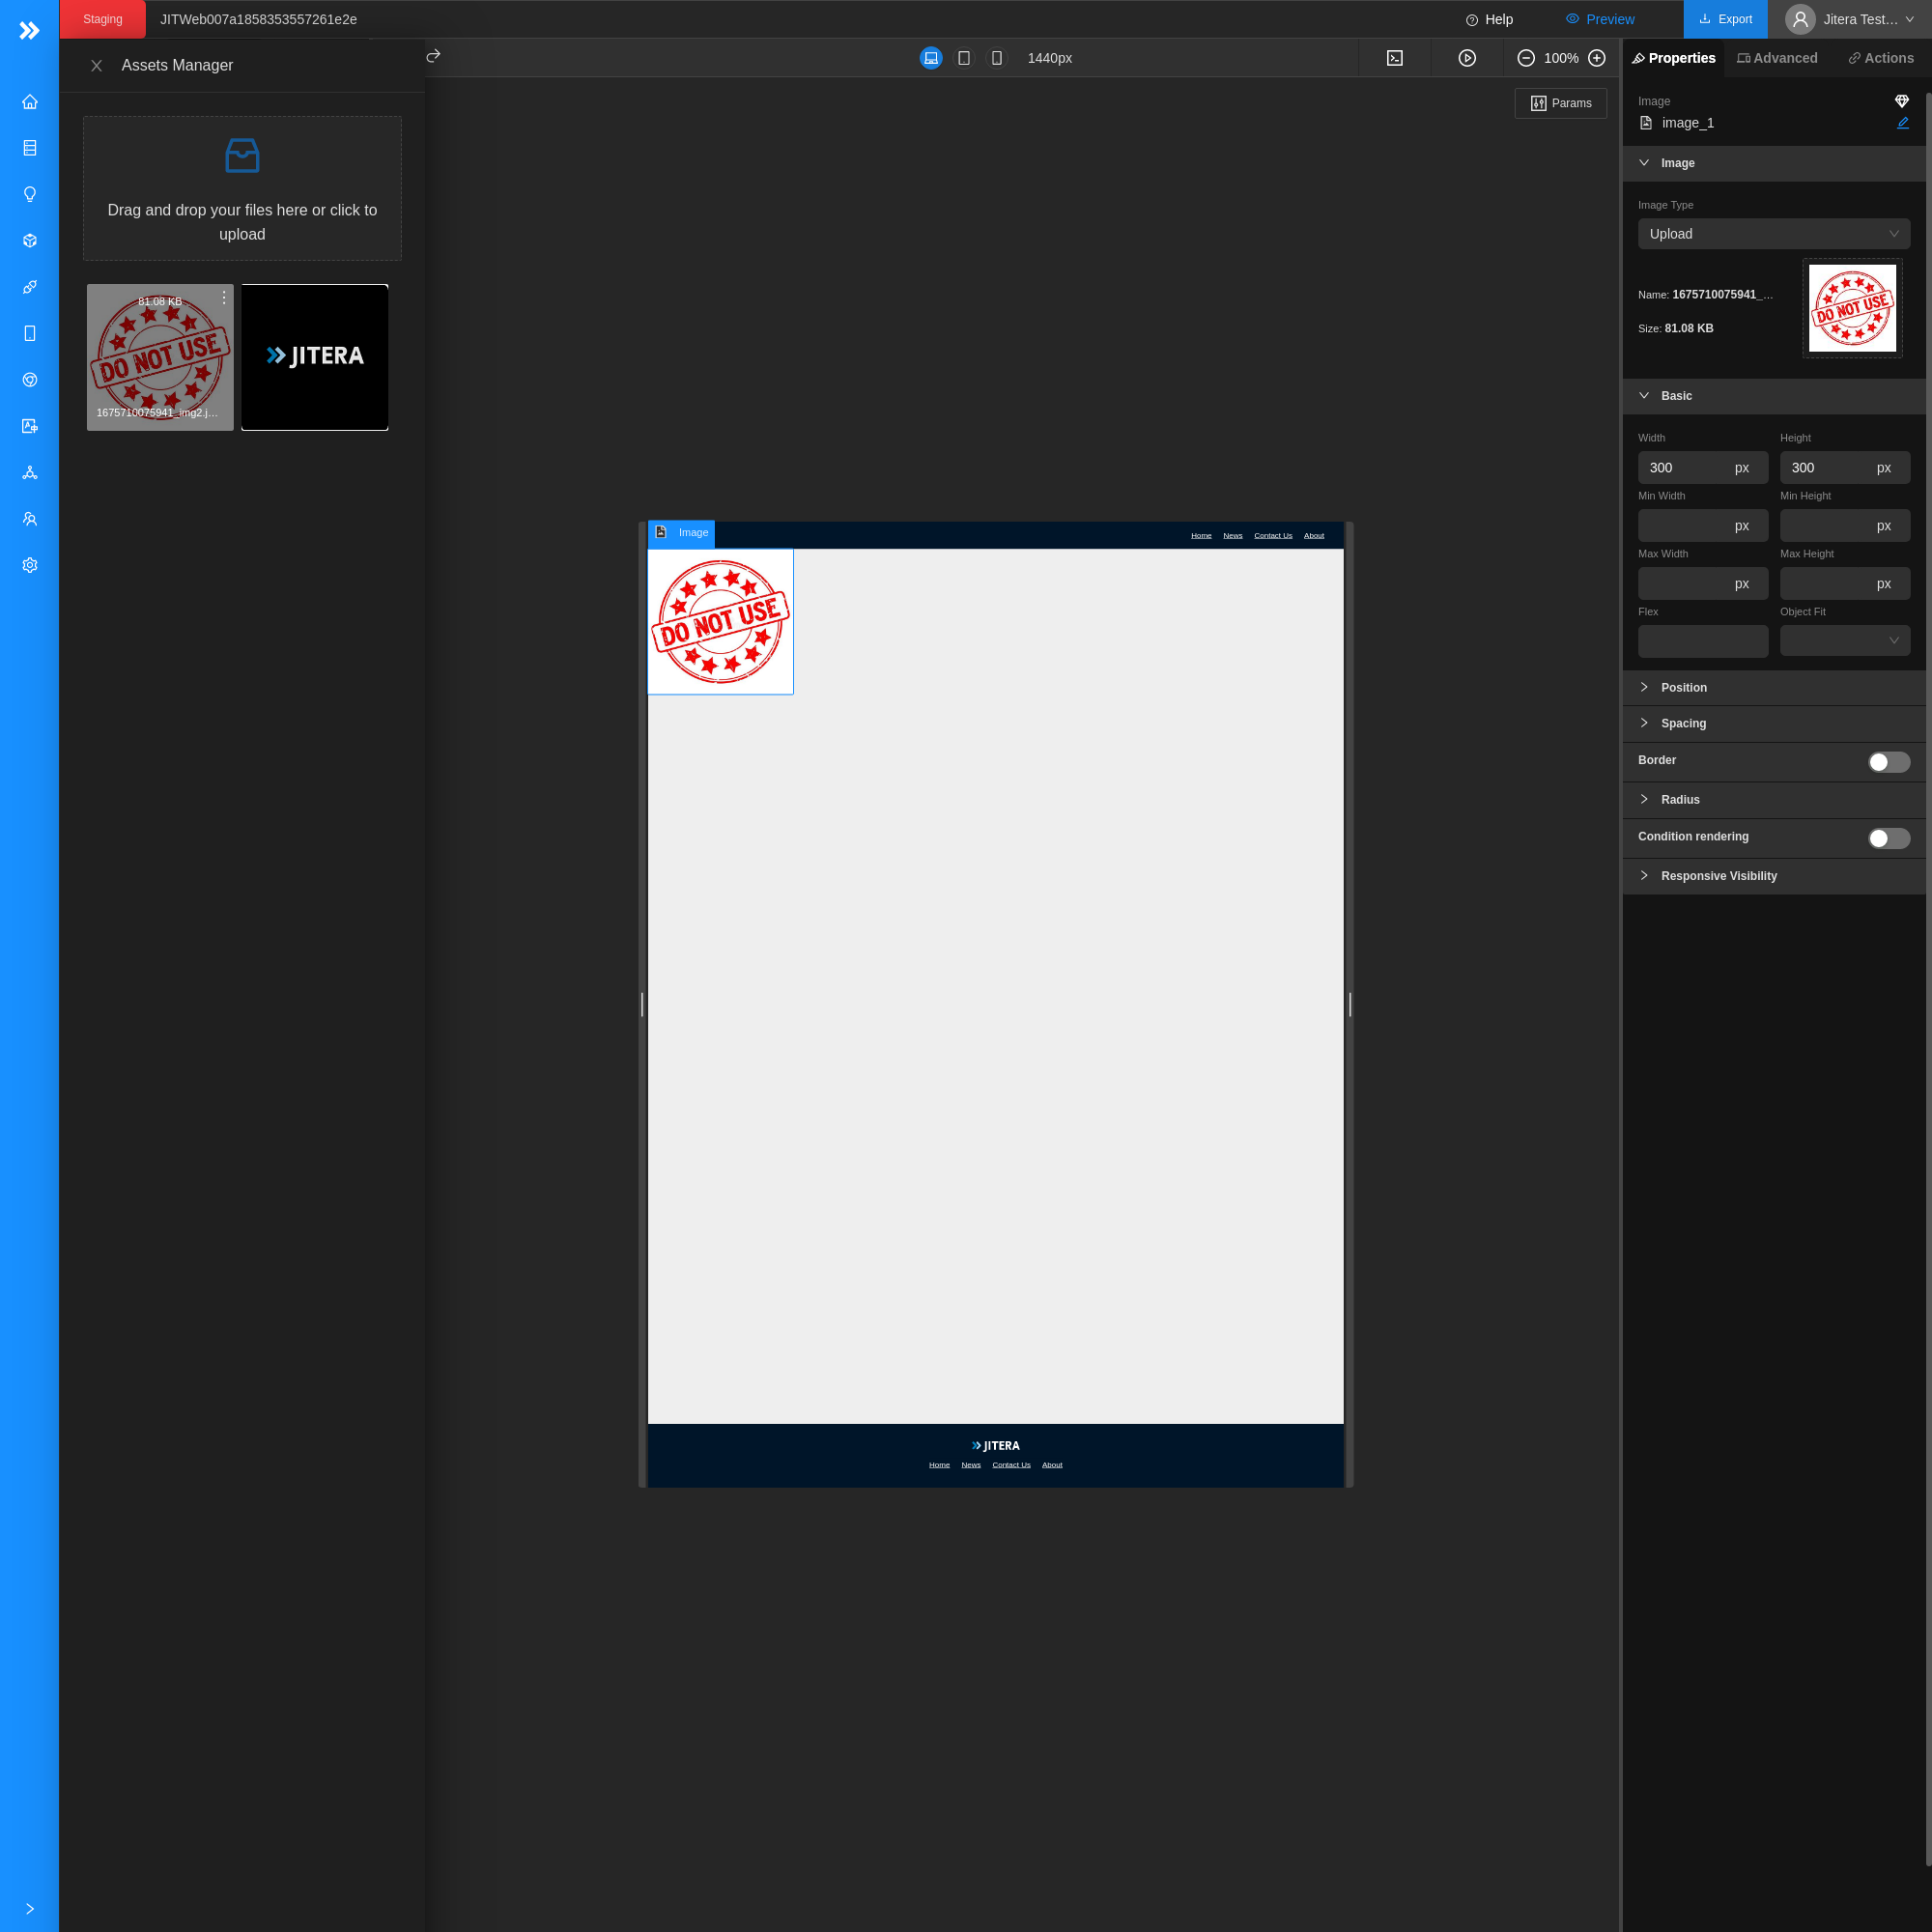 Staging
JITWeb007a1858353557261e2e
Help
Preview
Export
Jitera Test…
Assets Manager
1440px
100%
Properties
Advanced
Actions
Params
Drag and drop your files here or click to
upload
81.08 KB
DO NOT USE
1675710075941_img2.j…
JITERA
Image
Home
News
Contact Us
About
DO NOT USE
JITERA
Home
News
Contact Us
About
Image
image_1
Image
Image Type
Upload
Name: 1675710075941_…
Size: 81.08 KB
DO NOT USE
Basic
Width
Height
300 px
300 px
Min Width
Min Height
px
px
Max Width
Max Height
px
px
Flex
Object Fit
Position
Spacing
Border
Radius
Condition rendering
Responsive Visibility